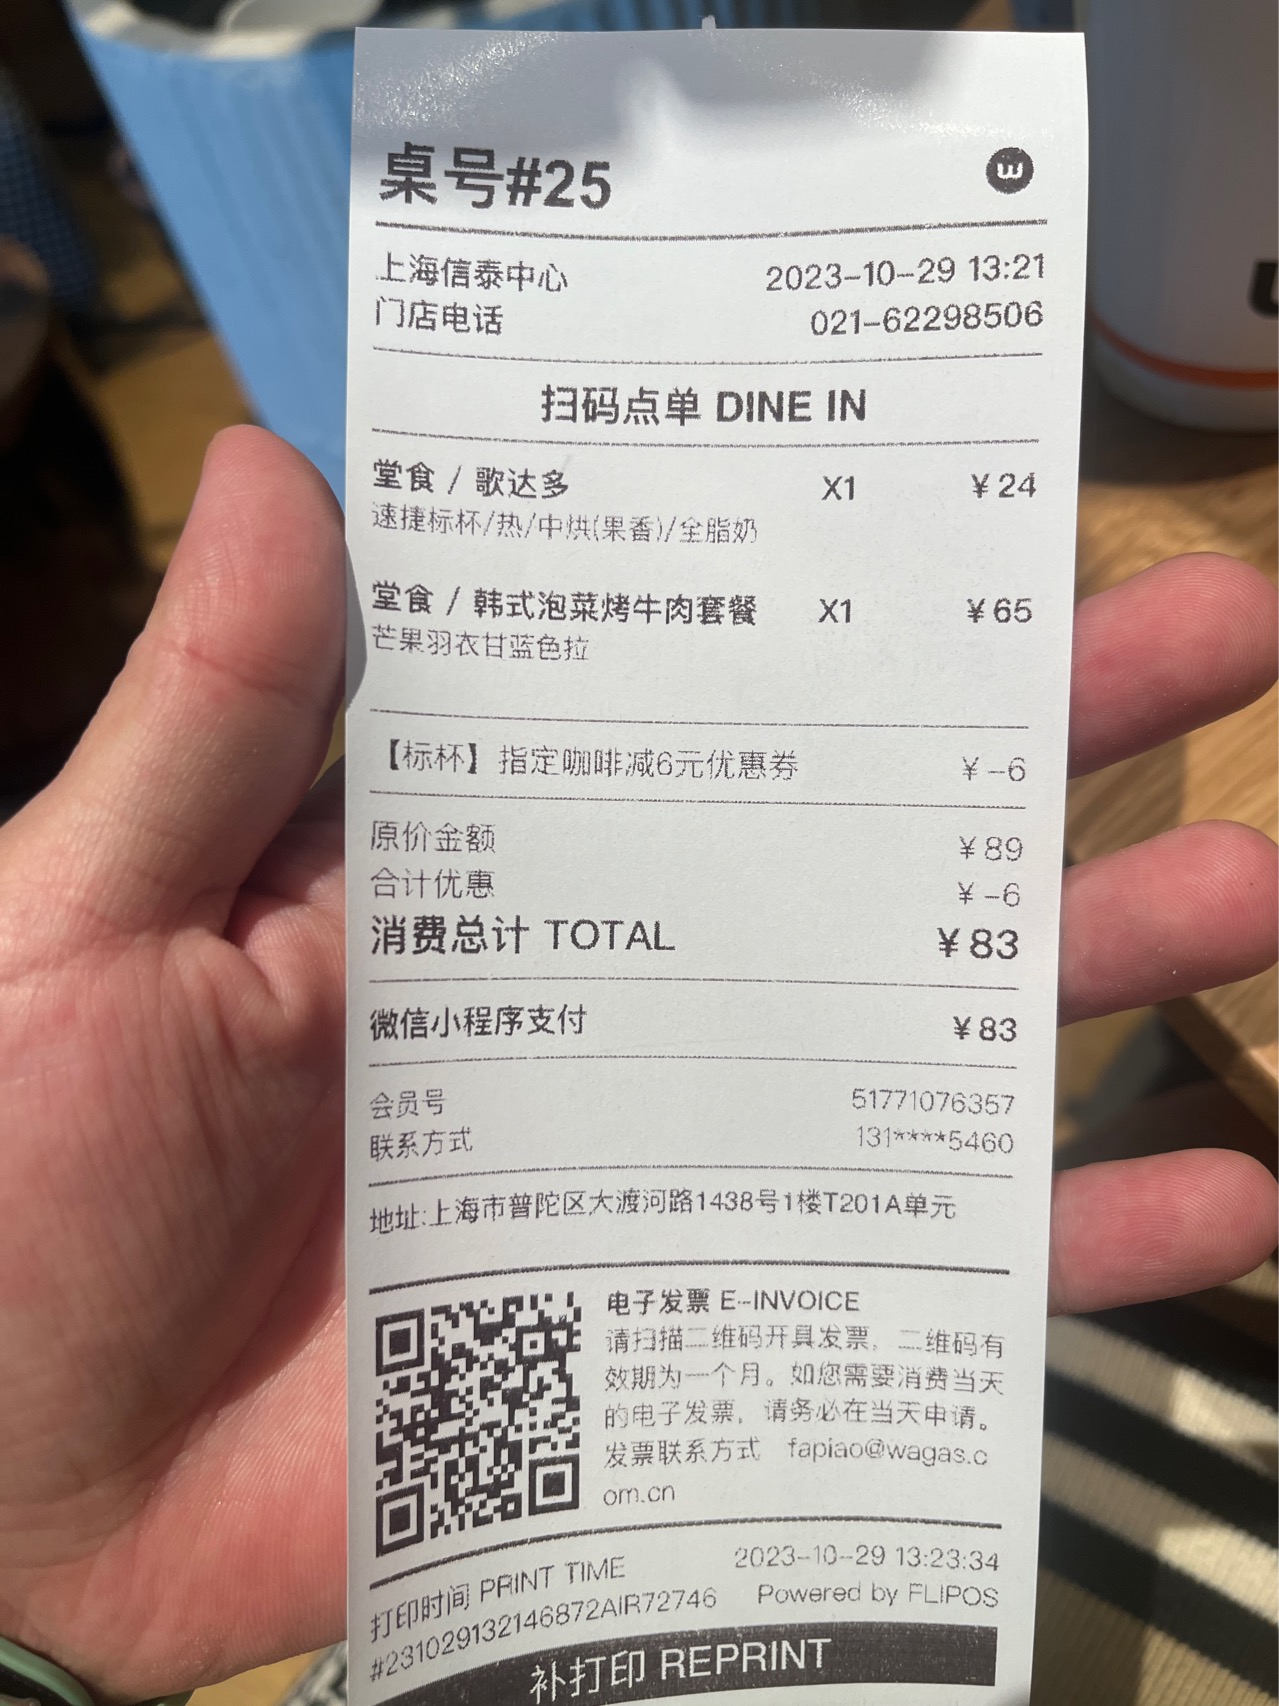 桌号#25
w
上海信泰中心 2023-10-29 13:21
门店电话 021-62298506
扫码点单 DINE IN
堂食 / 歌达多 X1 ¥24
速捷标杯/热/中烘(果香)/全脂奶
堂食 / 韩式泡菜烤牛肉套餐 X1 ¥65
芒果羽衣甘蓝色拉
【标杯】指定咖啡减6元优惠券 ¥-6
原价金额 ¥89
合计优惠 ¥-6
消费总计 TOTAL ¥83
微信小程序支付 ¥83
会员号 51771076357
联系方式 131****5460
地址:上海市普陀区大渡河路1438号1楼T201A单元
电子发票 E-INVOICE
请扫描二维码开具发票，二维码有
效期为一个月。如您需要消费当天
的电子发票，请务必在当天申请。
发票联系方式 fapiao@wagas.c
om.cn
打印时间 PRINT TIME 2023-10-29 13:23:34
#231029132146872AIR72746 Powered by FLIPOS
补打印 REPRINT